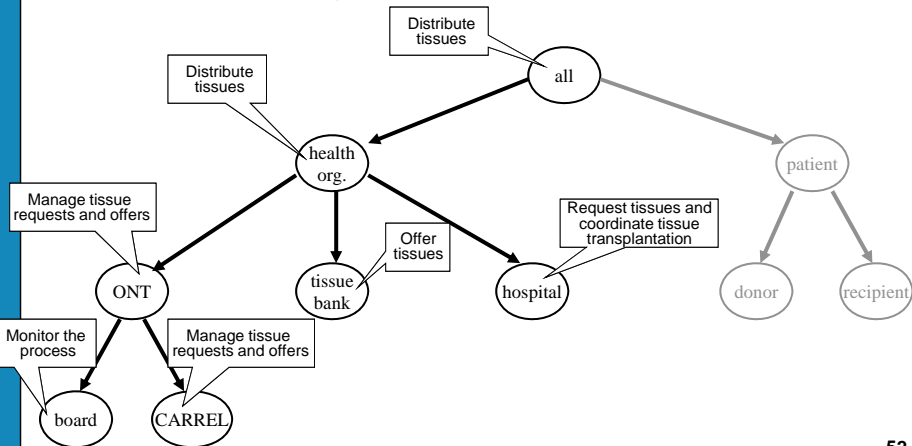 Distribute
tissues
all
Distribute
tissues
health
org.
patient
Manage tissue
requests and offers
Offer
tissues
Request tissues and
coordinate tissue
transplantation
ONT
tissue
bank
hospital
donor
recipient
Monitor the
process
Manage tissue
requests and offers
board
CARREL